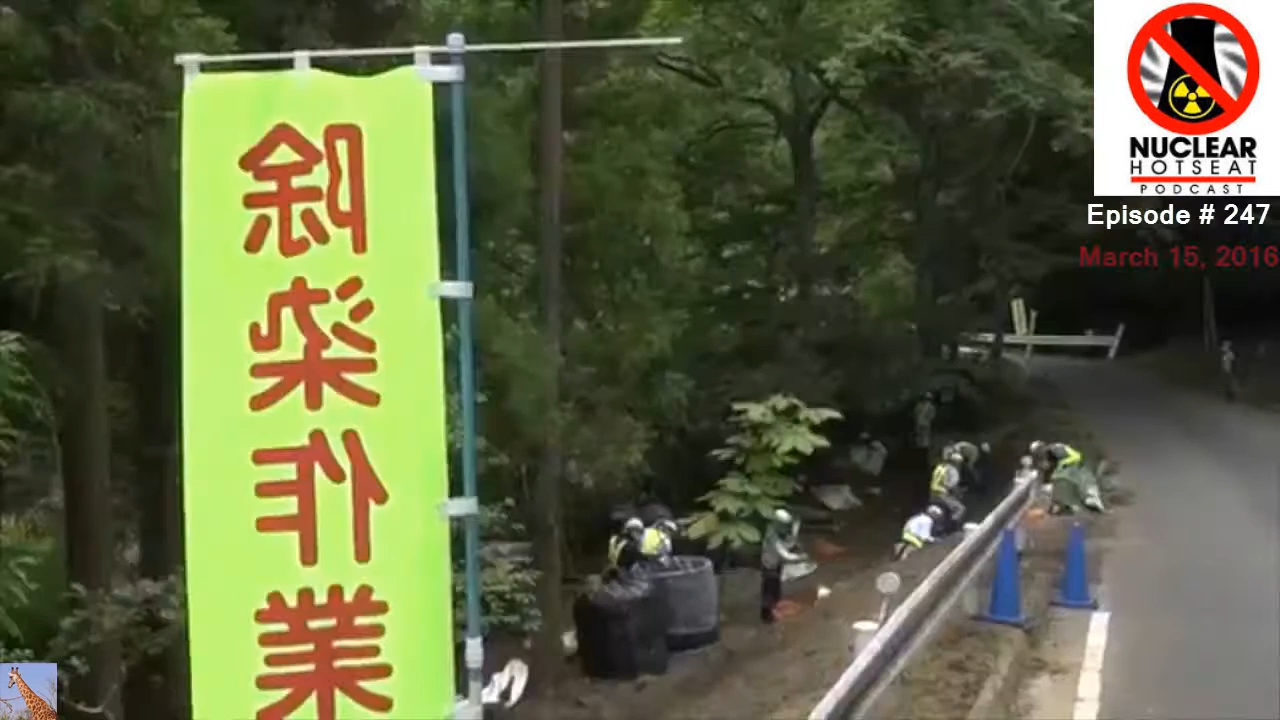 除染作業
NUCLEAR
HOTSEAT
PODCAST
Episode # 247
March 15, 2016